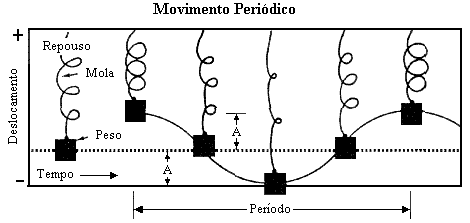 Movimento Periódico
+
Repouso
Mola
Deslocamento
Peso
A
A
Tempo
−
Período